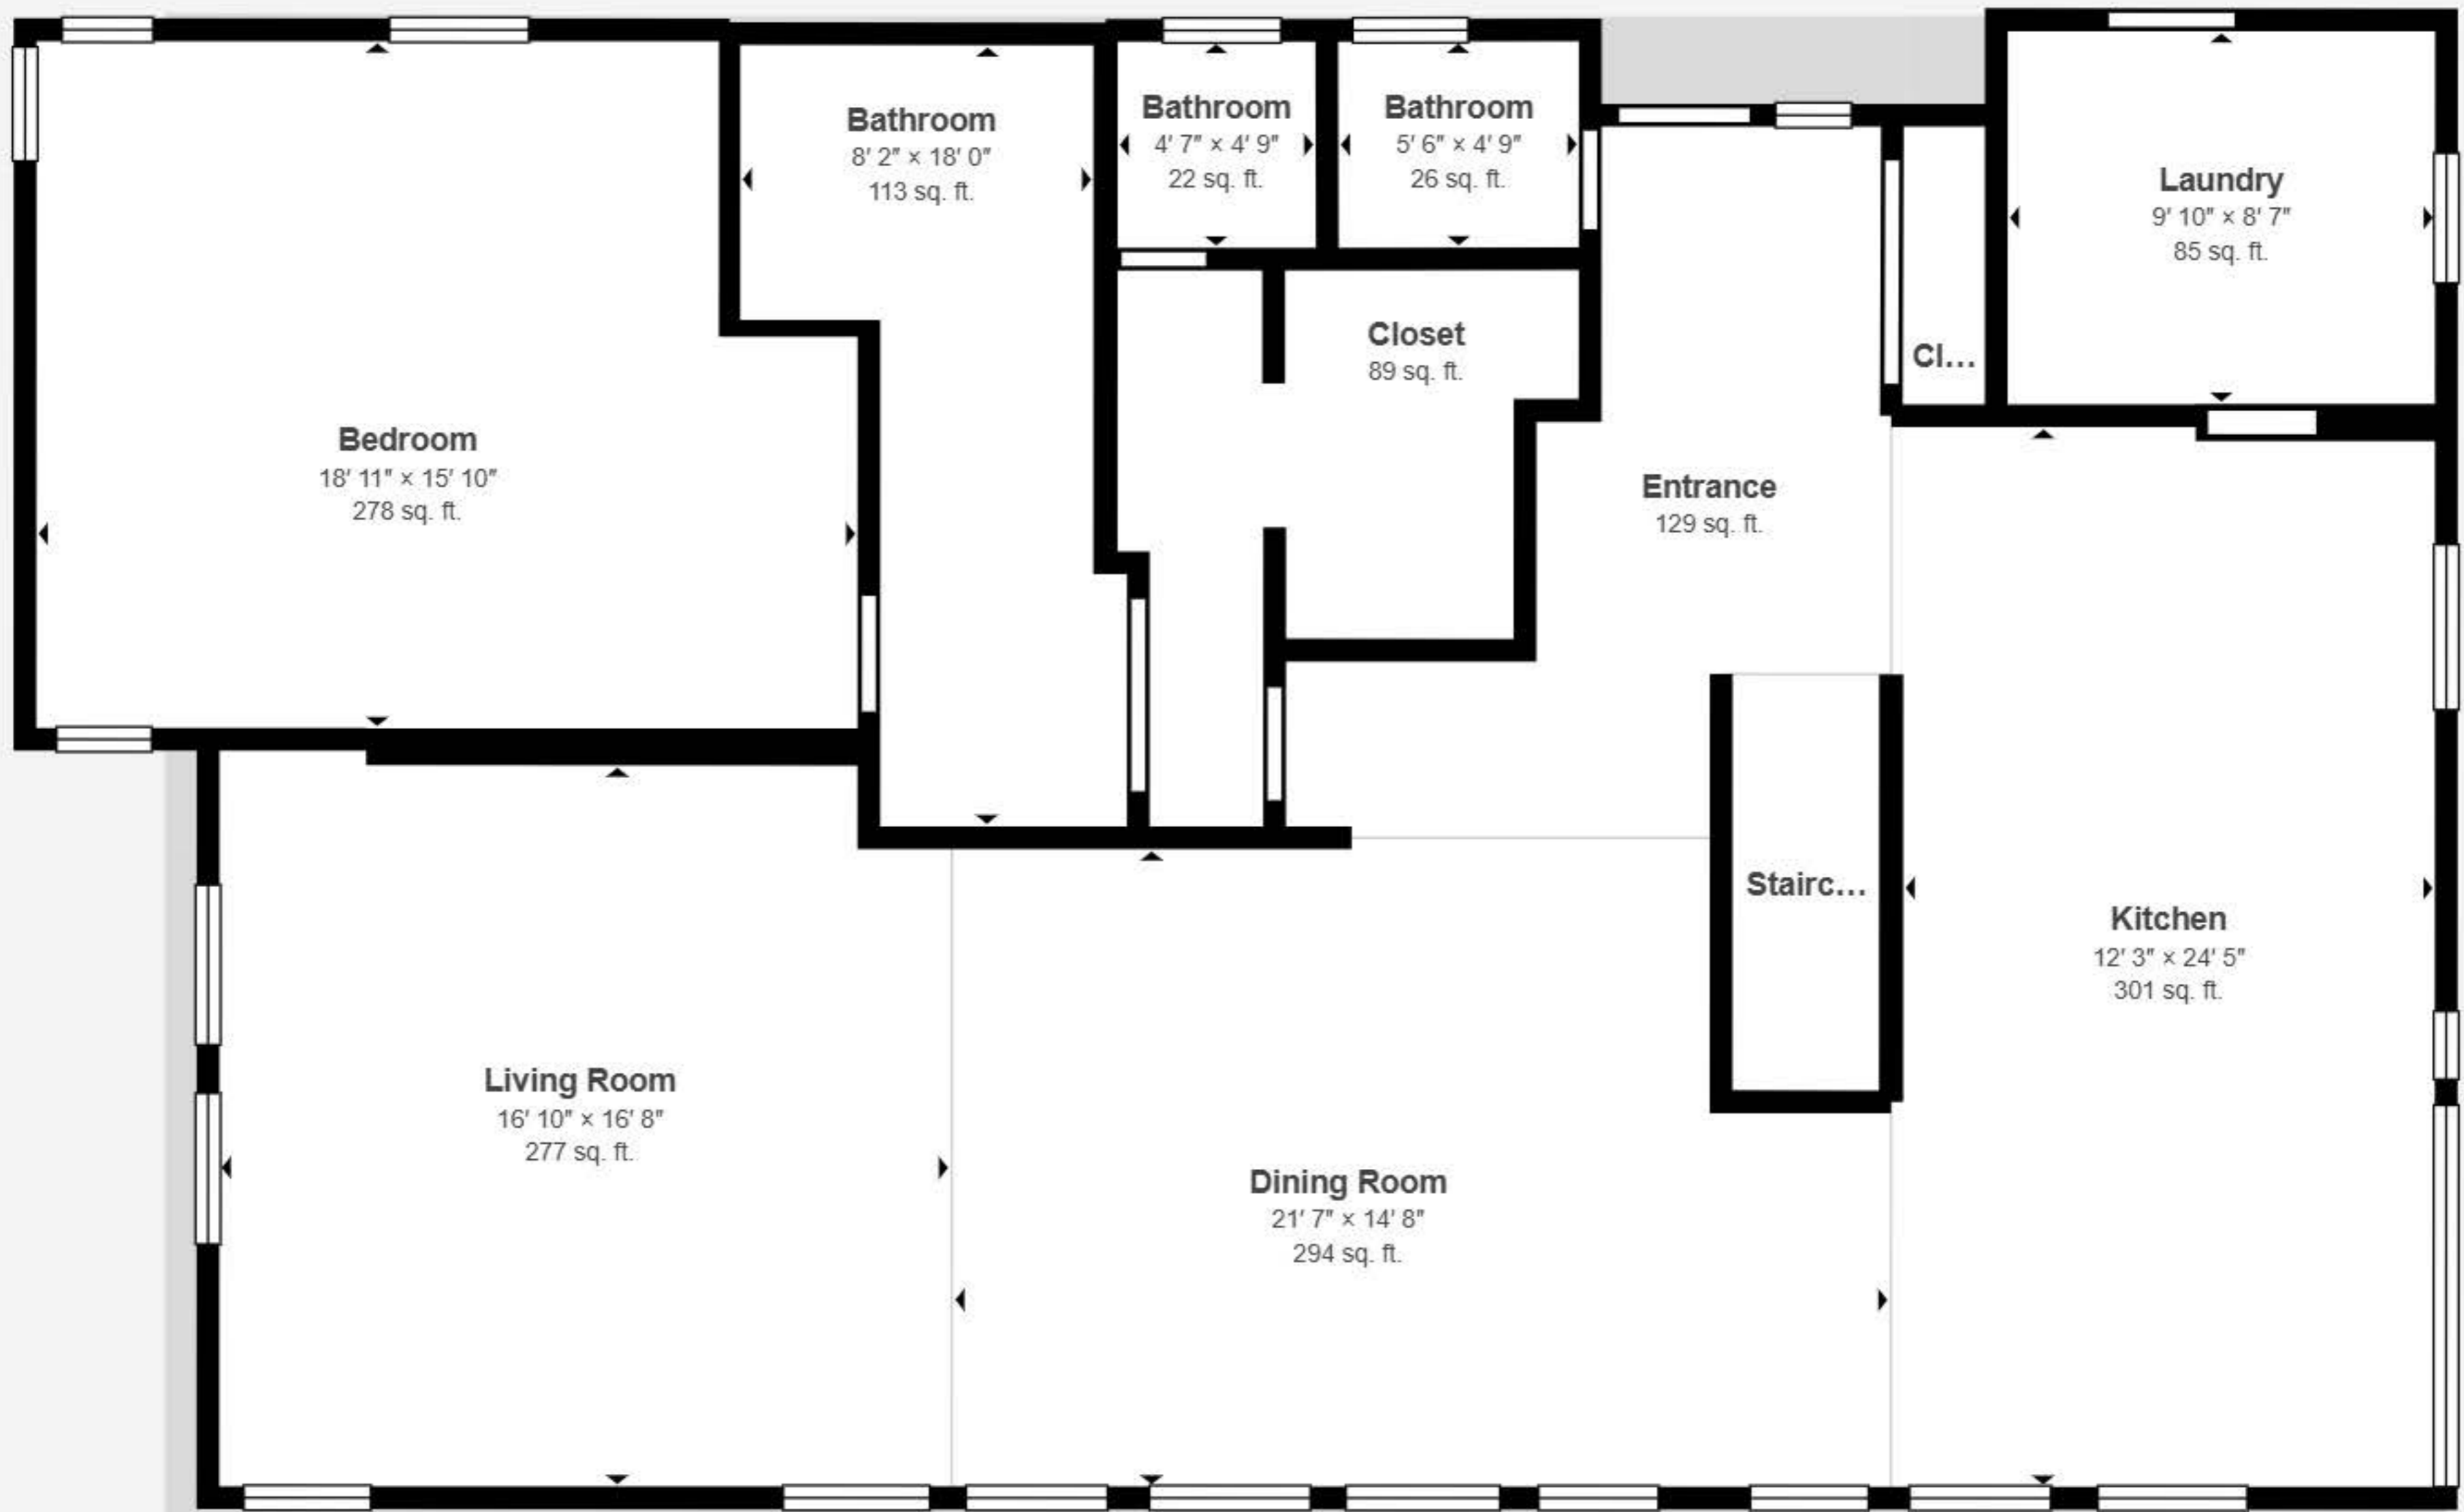 Bathroom
8' 2" × 18' 0"
113 sq. ft.
Bathroom
4' 7" × 4' 9"
22 sq. ft.
Bathroom
5' 6" × 4' 9"
26 sq. ft.
Laundry
9' 10" × 8' 7"
85 sq. ft.
Closet
89 sq. ft.
Cl...
Bedroom
18' 11" × 15' 10"
278 sq. ft.
Entrance
129 sq. ft.
Stairc...
Kitchen
12' 3" × 24' 5"
301 sq. ft.
Living Room
16' 10" × 16' 8"
277 sq. ft.
Dining Room
21' 7" × 14' 8"
294 sq. ft.